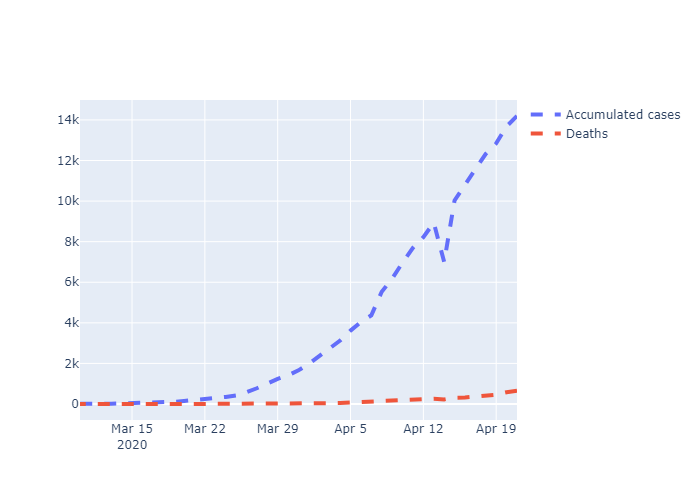 14k
12k
10k
8k
6k
4k
2k
0
Mar 15
2020
Mar 22
Mar 29
Apr 5
Apr 12
Apr 19
Accumulated cases
Deaths